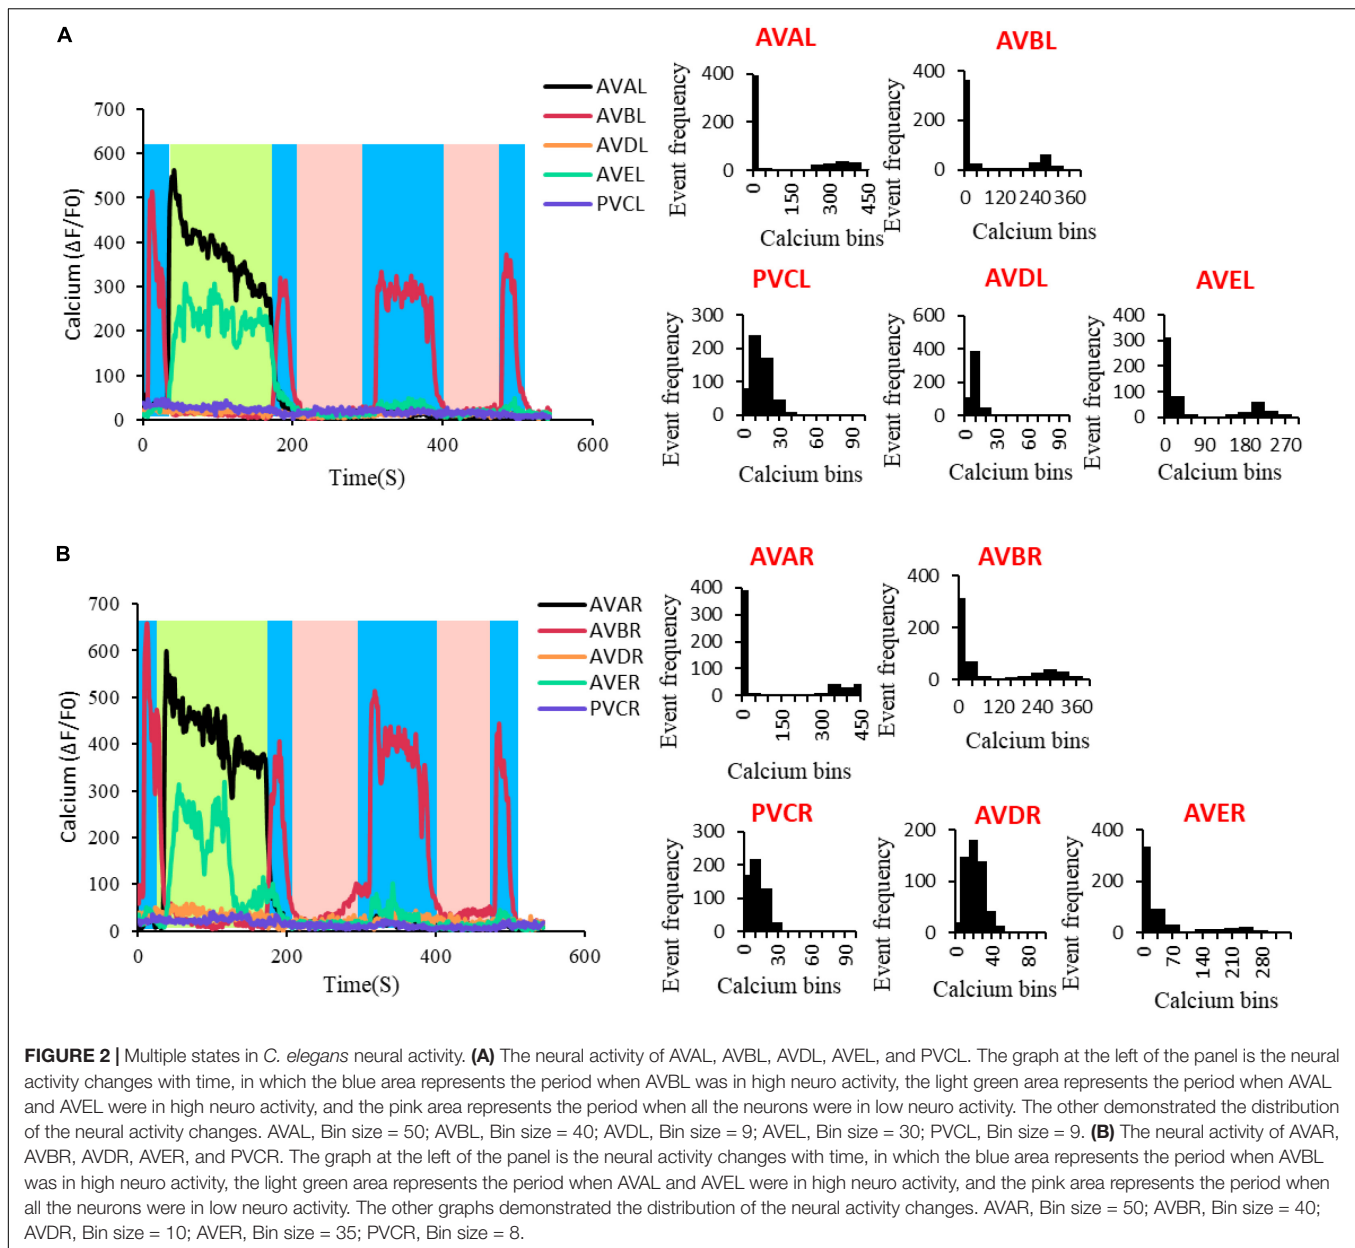 A
AVAL
AVBL
AVDL
AVEL
PVCL
700
600
500
400
300
200
100
0
0
200
400
600
Calcium (ΔF/F0)
Time(S)
AVAL
400
200
0
0
150
300
450
Event frequency
Calcium bins
AVBL
400
200
0
0
120
240
360
Event frequency
Calcium bins
PVCL
300
200
100
0
0
30
60
90
Event frequency
Calcium bins
AVDL
600
400
200
0
0
30
60
90
Event frequency
Calcium bins
AVEL
400
300
200
100
0
0
90
180
270
Event frequency
Calcium bins
B
AVAR
AVBR
AVDR
AVER
PVCR
700
600
500
400
300
200
100
0
0
200
400
600
Calcium (ΔF/F0)
Time(S)
AVAR
400
300
200
100
0
0
150
300
450
Event frequency
Calcium bins
AVBR
400
200
0
0
120
240
360
Event frequency
Calcium bins
PVCR
300
200
100
0
0
30
60
90
Event frequency
Calcium bins
AVDR
200
100
0
0
40
80
Event frequency
Calcium bins
AVER
400
200
0
0
70
140
210
280
Event frequency
Calcium bins
FIGURE 2 | Multiple states in C. elegans neural activity. (A) The neural activity of AVAL, AVBL, AVDL, AVEL, and PVCL. The graph at the left of the panel is the neural
activity changes with time, in which the blue area represents the period when AVBL was in high neuro activity, the light green area represents the period when AVAL
and AVEL were in high neuro activity, and the pink area represents the period when all the neurons were in low neuro activity. The other demonstrated the distribution
of the neural activity changes. AVAL, Bin size = 50; AVBL, Bin size = 40; AVDL, Bin size = 9; AVEL, Bin size = 30; PVCL, Bin size = 9. (B) The neural activity of AVAR,
AVBR, AVDR, AVER, and PVCR. The graph at the left of the panel is the neural activity changes with time, in which the blue area represents the period when AVBL
was in high neuro activity, the light green area represents the period when AVAL and AVEL were in high neuro activity, and the pink area represents the period when
all the neurons were in low neuro activity. The other graphs demonstrated the distribution of the neural activity changes. AVAR, Bin size = 50; AVBR, Bin size = 40;
AVDR, Bin size = 10; AVER, Bin size = 35; PVCR, Bin size = 8.